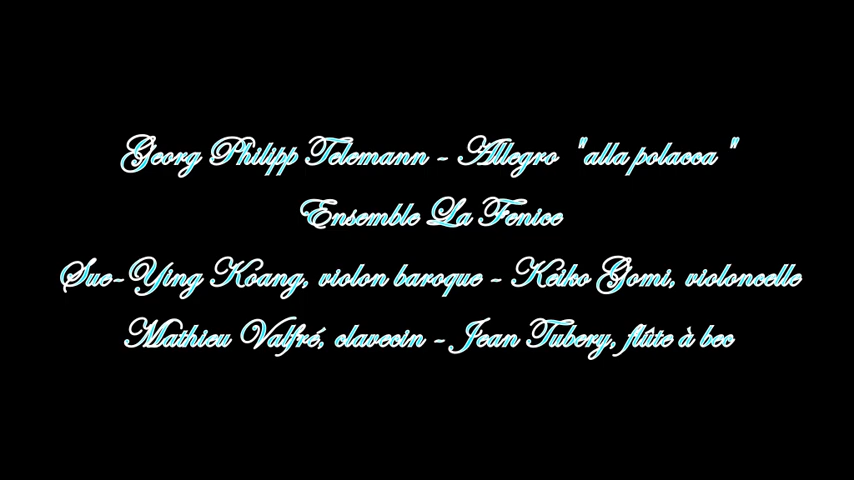 Georg Philipp Telemann - Allegro "alla polacca"
Ensemble La Fenice
Sue-Ying Koang, violon baroque - Keiko Gomi, violoncelle
Mathieu Valfré, clavecin - Jean Tubery, flûte à bec